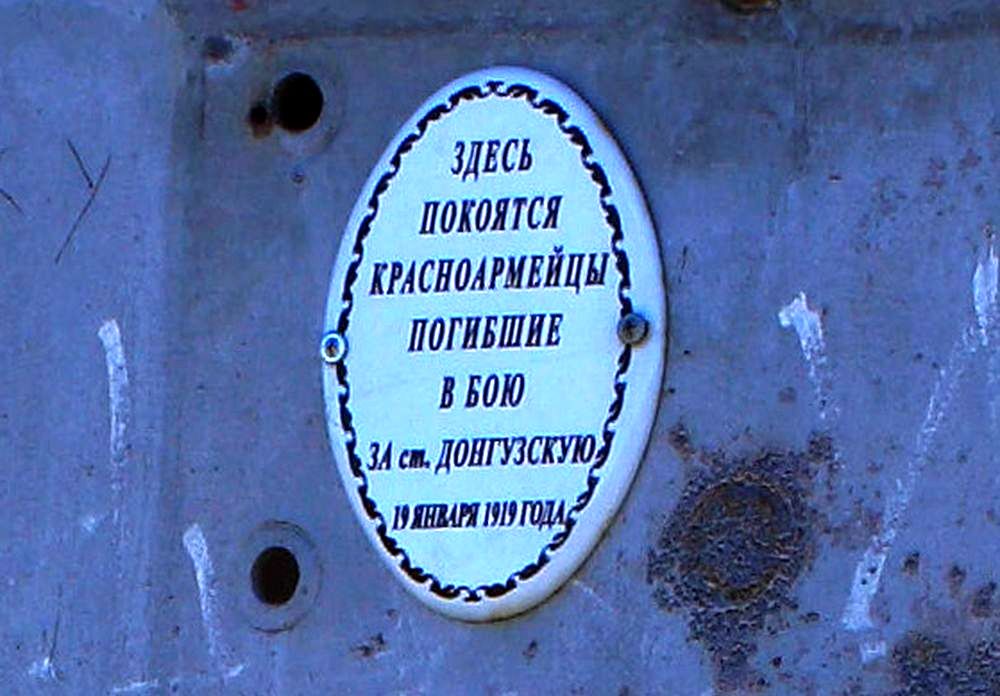 ЗДЕСЬ
ПОКОЯТСЯ
КРАСНОАРМЕЙЦЫ
ПОГИБШИЕ
В БОЮ
ЗА ст. ДОНГУЗСКУЮ
19 ЯНВАРЯ 1919 ГОДА